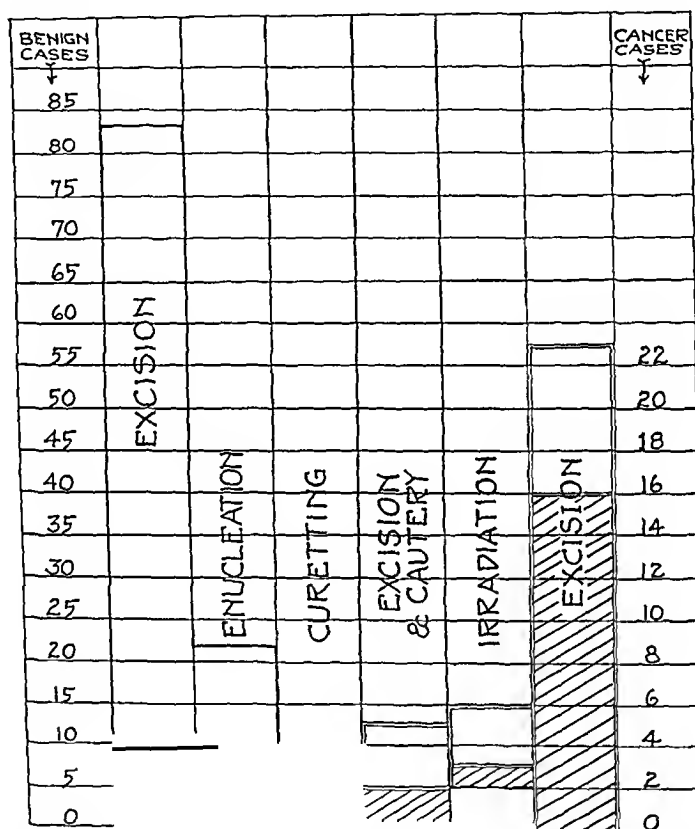 BENIGN
CASES
CANCER
CASES
85
80
75
70
65
60
55
50
45
40
35
30
25
20
15
10
5
0
EXCISION
ENUCLEATION
CURETTING
EXCISION
& CAUTERY
IRRADIATION
EXCISION
22
20
18
16
14
12
10
8
6
4
2
0